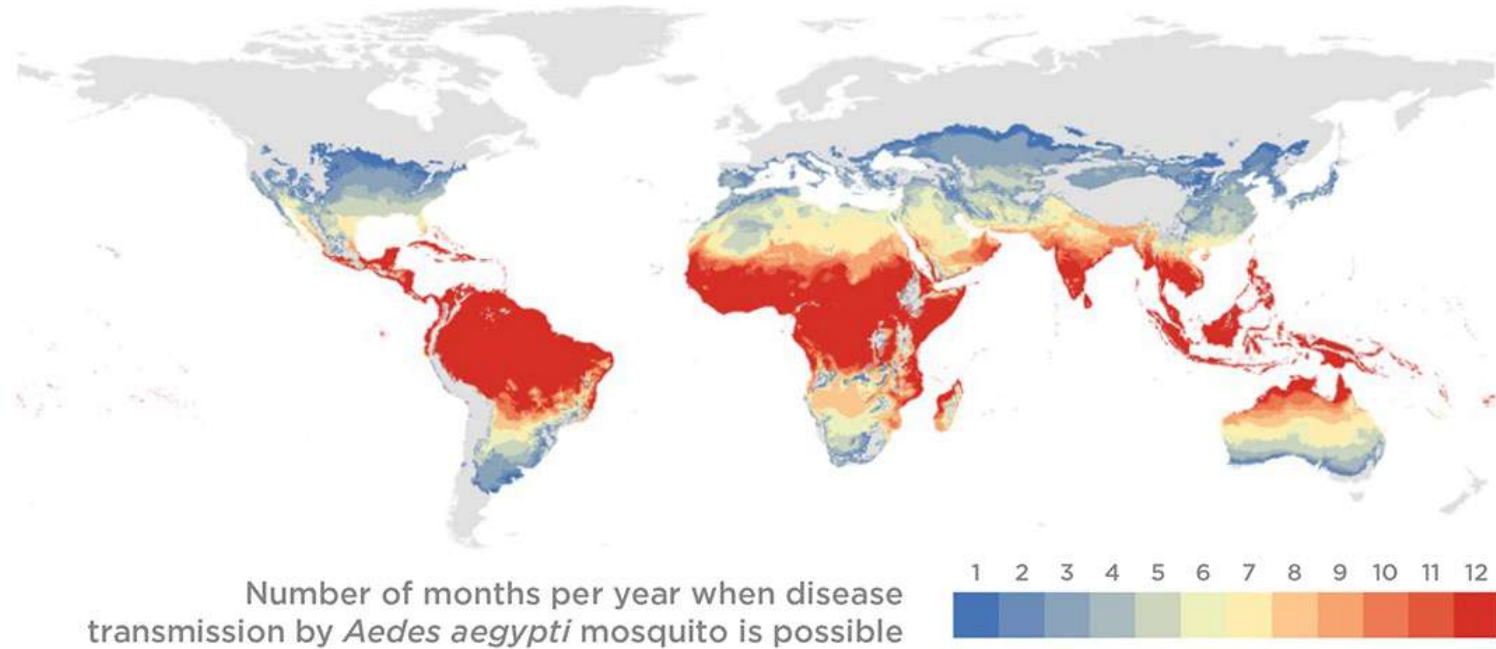 1 2 3 4 5 6 7 8 9 10 11 12
Number of months per year when disease
transmission by Aedes aegypti mosquito is possible